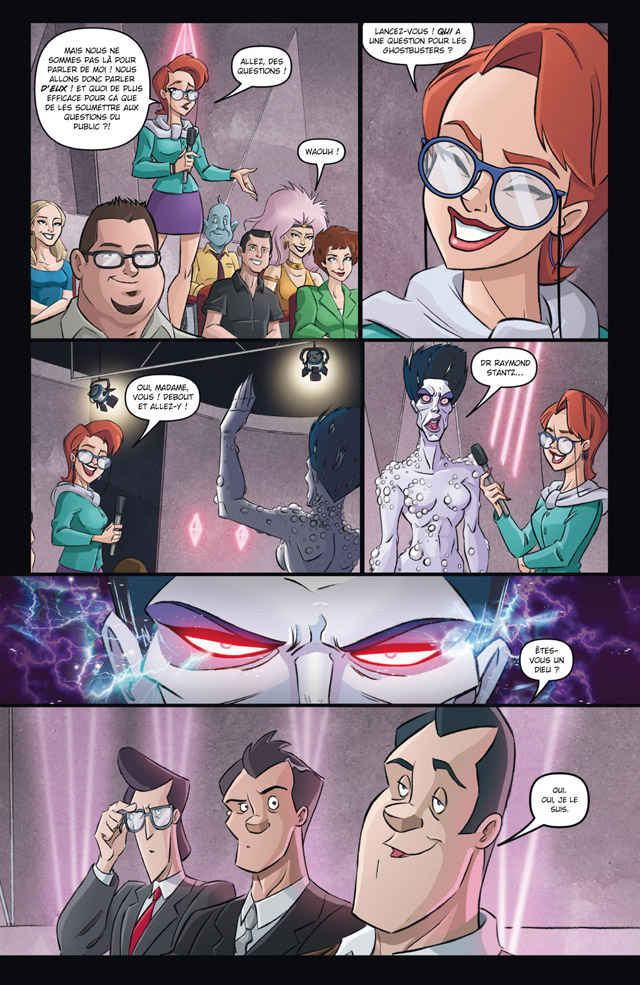 MAIS NOUS NE
SOMMES PAS LÀ POUR
PARLER DE MOI ! NOUS
ALLONS DONC PARLER
D'EUX ! ET QUOI DE PLUS
EFFICACE POUR ÇA QUE
DE LES SOUMETTRE AUX
QUESTIONS DU
PUBLIC ?!
ALLEZ, DES
QUESTIONS !
WAOUH !
LANCEZ-VOUS ! QUI A
UNE QUESTION POUR LES
GHOSTBUSTERS ?
OUI, MADAME,
VOUS ! DEBOUT
ET ALLEZ-Y !
DR RAYMOND
STANTZ...
ÊTES-
VOUS UN
DIEU ?
OUI.
OUI, JE LE
SUIS.